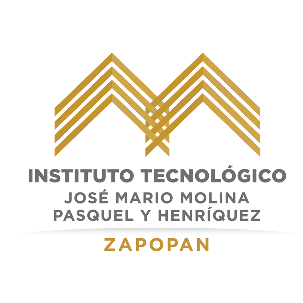 INSTITUTO TECNOLÓGICO
JOSÉ MARIO MOLINA
PASQUEL Y HENRÍQUEZ
ZAPOPAN